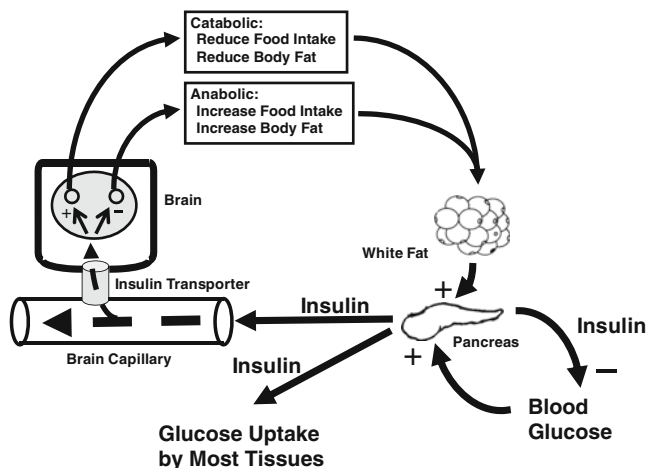 Catabolic:
Reduce Food Intake
Reduce Body Fat
Anabolic:
Increase Food Intake
Increase Body Fat
+
–
Brain
White Fat
+
Insulin Transporter
Insulin
Brain Capillary
Pancreas
+
Insulin
–
Insulin
Blood
Glucose
Glucose Uptake
by Most Tissues